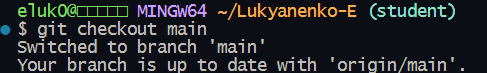 elukO@□□□□□ MINGW64 ~/Lukyanenko-E (student)
$ git checkout main
Switched to branch 'main'
Your branch is up to date with 'origin/main'.